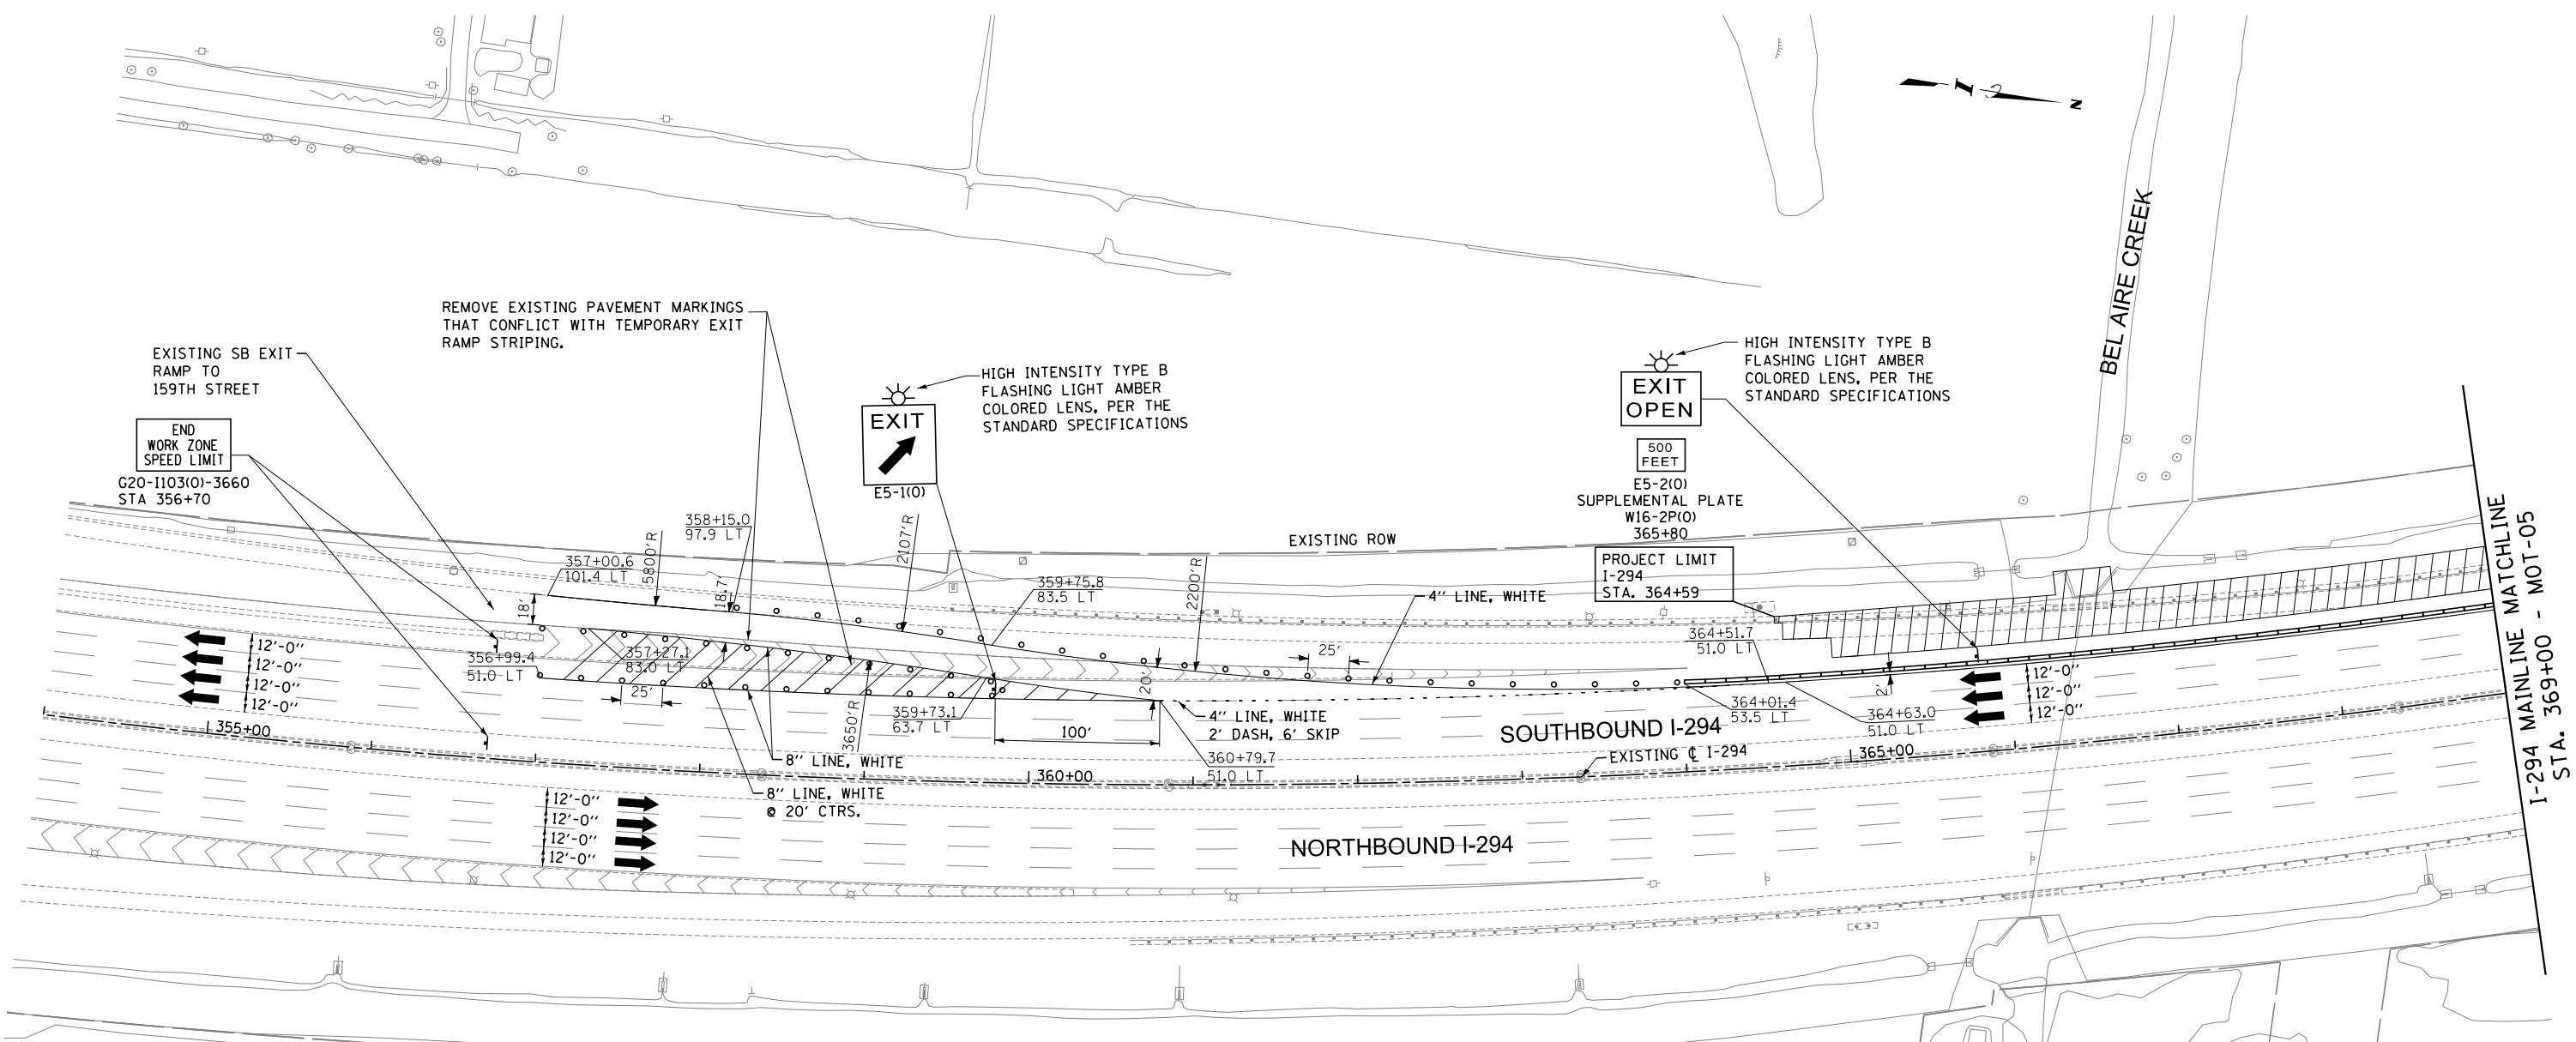 N
BEL AIRE CREEK
REMOVE EXISTING PAVEMENT MARKINGS
THAT CONFLICT WITH TEMPORARY EXIT
RAMP STRIPING.
EXISTING SB EXIT
RAMP TO
159TH STREET
END
WORK ZONE
SPEED LIMIT
G20-I103(O)-3660
STA 356+70
HIGH INTENSITY TYPE B
FLASHING LIGHT AMBER
COLORED LENS, PER THE
STANDARD SPECIFICATIONS
EXIT
E5-1(O)
HIGH INTENSITY TYPE B
FLASHING LIGHT AMBER
COLORED LENS, PER THE
STANDARD SPECIFICATIONS
EXIT
OPEN
500
FEET
E5-2(O)
SUPPLEMENTAL PLATE
W16-2P(O)
365+80
PROJECT LIMIT
I-294
STA. 364+59
EXISTING ROW
358+15.0
97.9 LT
357+00.6
101.4 LT
5800'R
18.7'
2107'R
359+75.8
83.5 LT
2200'R
4" LINE, WHITE
18'
356+99.4
51.0 LT
357+27.1
83.0 LT
25'
25'
20'
364+51.7
51.0 LT
2'
12'-0"
12'-0"
12'-0"
12'-0"
12'-0"
12'-0"
12'-0"
3650'R
359+73.1
63.7 LT
100'
4" LINE, WHITE
2' DASH, 6' SKIP
364+01.4
53.5 LT
364+63.0
51.0 LT
SOUTHBOUND I-294
EXISTING ℄ I-294
355+00
360+00
365+00
8" LINE, WHITE
360+79.7
51.0 LT
8" LINE, WHITE
@ 20' CTRS.
12'-0"
12'-0"
12'-0"
12'-0"
NORTHBOUND I-294
I-294 MAINLINE MATCHLINE
STA. 369+00 - MOT-05